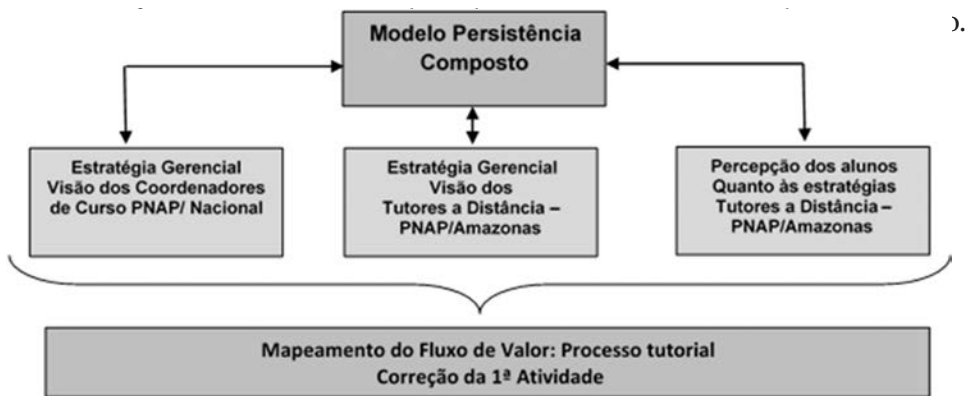 Modelo Persistência
Composto
Estratégia Gerencial
Visão dos Coordenadores
de Curso PNAP/ Nacional
Estratégia Gerencial
Visão dos
Tutores a Distância –
PNAP/Amazonas
Percepção dos alunos
Quanto às estratégias
Tutores a Distância –
PNAP/Amazonas
Mapeamento do Fluxo de Valor: Processo tutorial
Correção da 1ª Atividade